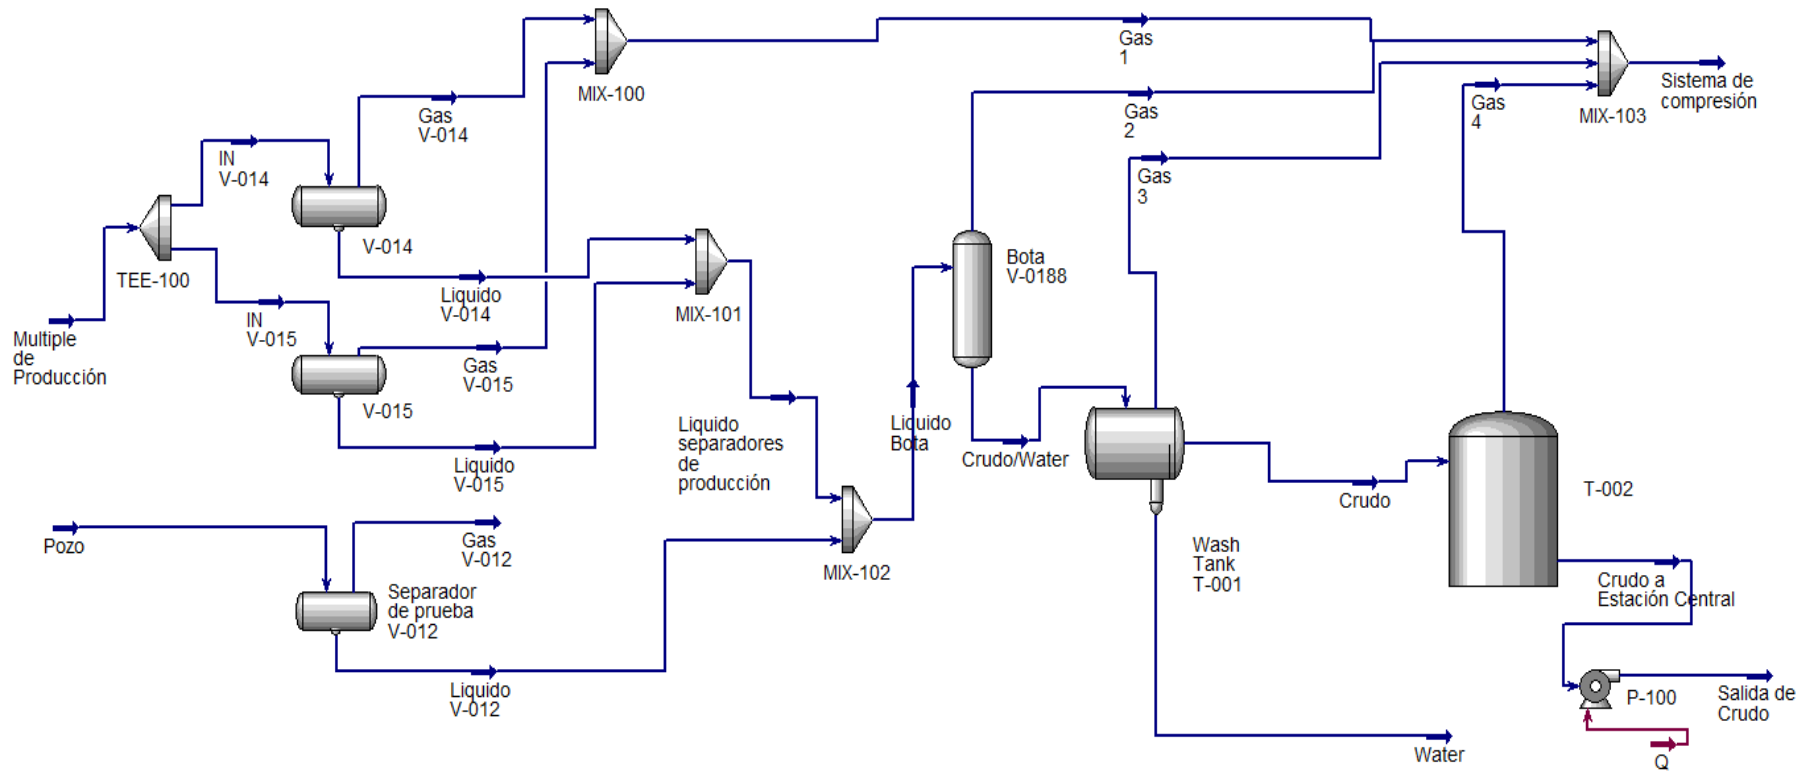 Gas
1
MIX-100
Gas
V-014
IN
V-014
V-014
TEE-100
Multiple
de
Producción
IN
V-015
Liquido
V-014
MIX-101
Gas
V-015
V-015
Liquido
V-015
Pozo
Gas
V-012
Separador
de prueba
V-012
Liquido
V-012
Liquido
separadores
de
producción
MIX-102
Liquido
Bota
Gas
2
Gas
3
Bota
V-0188
Crudo/Water
Wash
Tank
T-001
Water
Crudo
Gas
4
MIX-103
Sistema de
compresión
T-002
Crudo a
Estación Central
P-100
Salida de
Crudo
Q